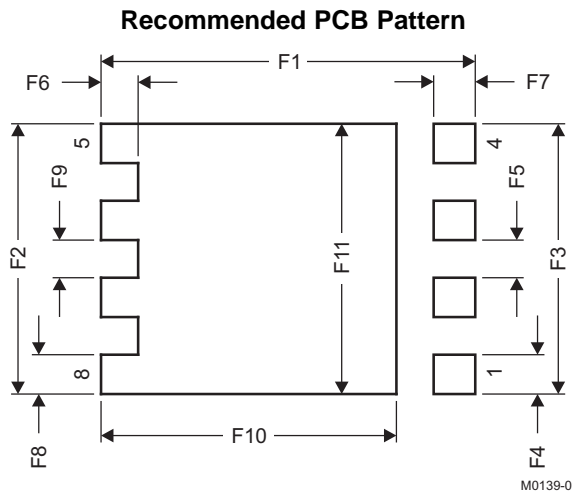 Recommended PCB Pattern
F1
F6
F7
5
4
F9
F5
F2
F11
F3
8
1
F10
F8
F4
M0139-0